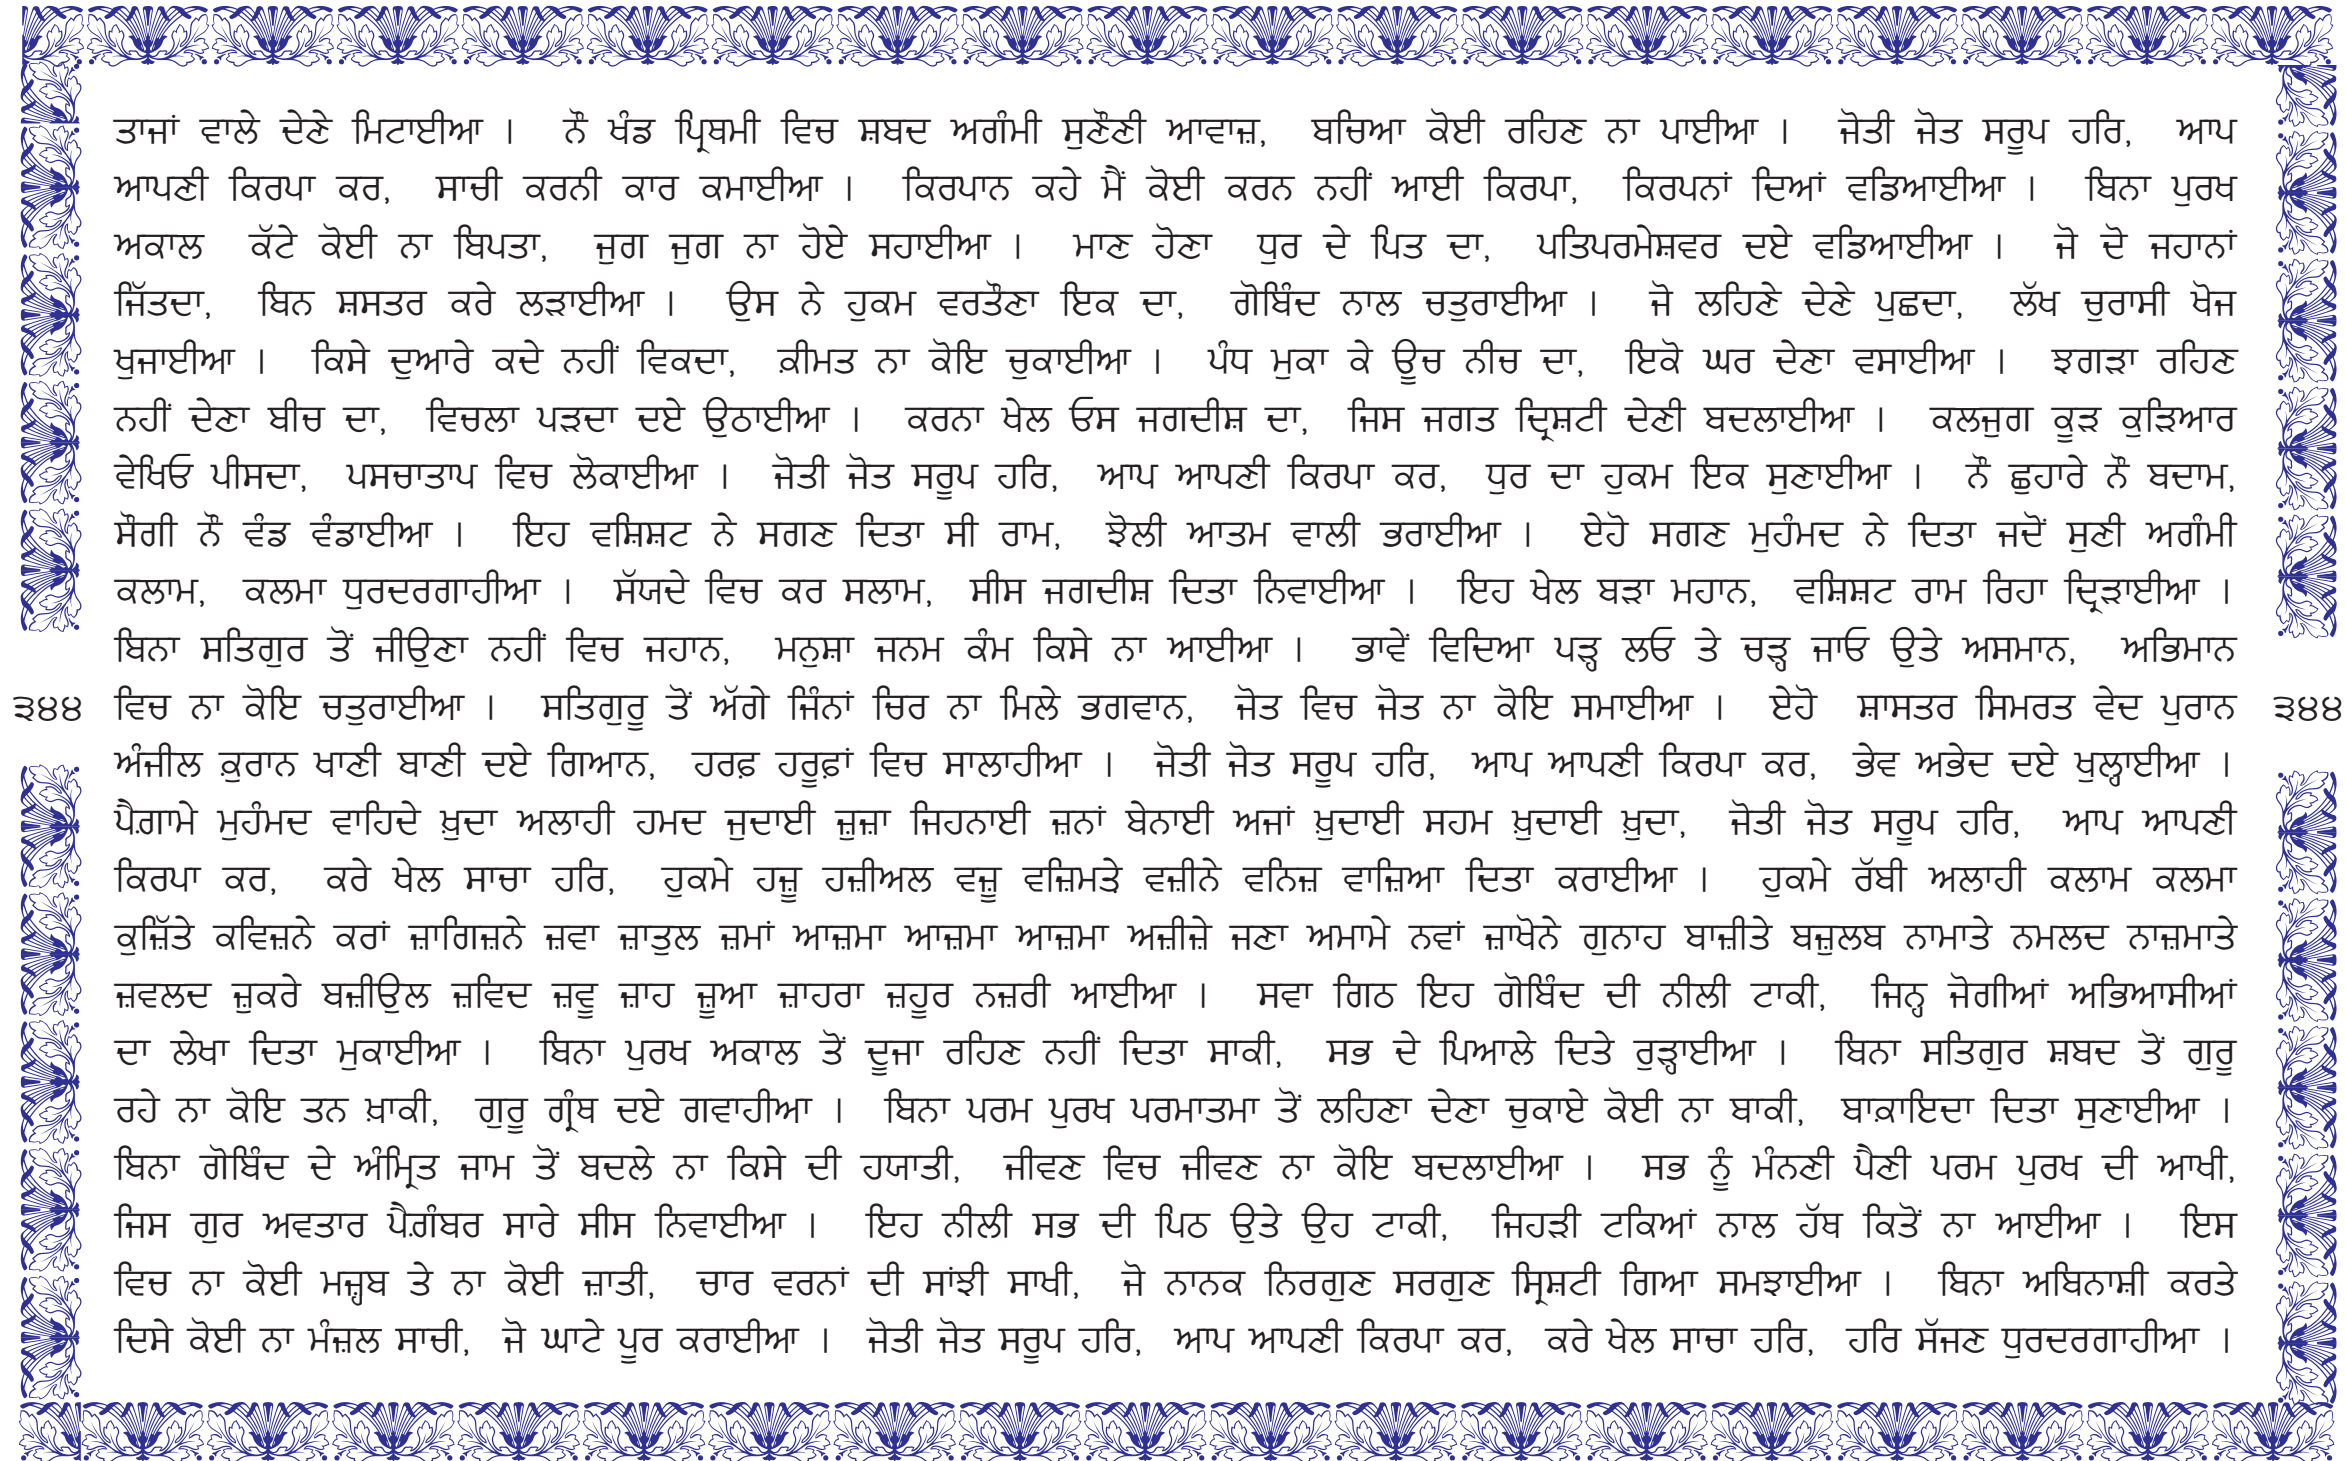 ਤਾਜਾਂ ਵਾਲੇ ਦੇਣੇ ਮਿਟਾਈਆ । ਨੌ ਖੰਡ ਪ੍ਰਿਥਮੀ ਵਿਚ ਸ਼ਬਦ ਅਗੰਮੀ ਸੁਣੌਣੀ ਆਵਾਜ਼, ਬਚਿਆ ਕੋਈ ਰਹਿਣ ਨਾ ਪਾਈਆ । ਜੋਤੀ ਜੋਤ ਸਰੂਪ ਹਰਿ, ਆਪ
ਆਪਣੀ ਕਿਰਪਾ ਕਰ, ਸਾਚੀ ਕਰਨੀ ਕਾਰ ਕਮਾਈਆ । ਕਿਰਪਾਨ ਕਹੇ ਮੈਂ ਕੋਈ ਕਰਨ ਨਹੀਂ ਆਈ ਕਿਰਪਾ, ਕਿਰਪਨਾਂ ਦਿਆਂ ਵਡਿਆਈਆ । ਬਿਨਾ ਪੁਰਖ
ਅਕਾਲ ਕੱਟੇ ਕੋਈ ਨਾ ਬਿਪਤਾ, ਜੁਗ ਜੁਗ ਨਾ ਹੋਏ ਸਹਾਈਆ । ਮਾਣ ਹੋਣਾ ਧੁਰ ਦੇ ਪਿਤ ਦਾ, ਪਤਿਪਰਮੇਸ਼ਵਰ ਦਏ ਵਡਿਆਈਆ । ਜੋ ਦੋ ਜਹਾਨਾਂ
ਜਿੱਤਦਾ, ਬਿਨ ਸ਼ਸਤਰ ਕਰੇ ਲੜਾਈਆ । ਉਸ ਨੇ ਹੁਕਮ ਵਰਤੌਣਾ ਇਕ ਦਾ, ਗੋਬਿੰਦ ਨਾਲ ਚਤੁਰਾਈਆ । ਜੋ ਲਹਿਣੇ ਦੇਣੇ ਪੁਛਦਾ, ਲੱਖ ਚੁਰਾਸੀ ਖੋਜ
ਖੁਜਾਈਆ । ਕਿਸੇ ਦੁਆਰੇ ਕਦੇ ਨਹੀਂ ਵਿਕਦਾ, ਕ਼ੀਮਤ ਨਾ ਕੋਇ ਚੁਕਾਈਆ । ਪੰਧ ਮੁਕਾ ਕੇ ਊਚ ਨੀਚ ਦਾ, ਇਕੋ ਘਰ ਦੇਣਾ ਵਸਾਈਆ । ਝਗੜਾ ਰਹਿਣ
ਨਹੀਂ ਦੇਣਾ ਬੀਚ ਦਾ, ਵਿਚਲਾ ਪੜਦਾ ਦਏ ਉਠਾਈਆ । ਕਰਨਾ ਖੇਲ ਓਸ ਜਗਦੀਸ਼ ਦਾ, ਜਿਸ ਜਗਤ ਦ੍ਰਿਸ਼ਟੀ ਦੇਣੀ ਬਦਲਾਈਆ । ਕਲਜੁਗ ਕੂੜ ਕੁੜਿਆਰ
ਵੇਖਿਓ ਪੀਸਦਾ, ਪਸਚਾਤਾਪ ਵਿਚ ਲੋਕਾਈਆ । ਜੋਤੀ ਜੋਤ ਸਰੂਪ ਹਰਿ, ਆਪ ਆਪਣੀ ਕਿਰਪਾ ਕਰ, ਧੁਰ ਦਾ ਹੁਕਮ ਇਕ ਸੁਣਾਈਆ । ਨੌ ਛੁਹਾਰੇ ਨੌ ਬਦਾਮ,
ਸੌਗੀ ਨੌ ਵੰਡ ਵੰਡਾਈਆ । ਇਹ ਵਸ਼ਿਸ਼ਟ ਨੇ ਸਗਣ ਦਿਤਾ ਸੀ ਰਾਮ, ਝੋਲੀ ਆਤਮ ਵਾਲੀ ਭਰਾਈਆ । ਏਹੋ ਸਗਣ ਮੁਹੰਮਦ ਨੇ ਦਿਤਾ ਜਦੋਂ ਸੁਣੀ ਅਗੰਮੀ
ਕਲਾਮ, ਕਲਮਾ ਧੁਰਦਰਗਾਹੀਆ । ਸੱਯਦੇ ਵਿਚ ਕਰ ਸਲਾਮ, ਸੀਸ ਜਗਦੀਸ਼ ਦਿਤਾ ਨਿਵਾਈਆ । ਇਹ ਖੇਲ ਬੜਾ ਮਹਾਨ, ਵਸ਼ਿਸ਼ਟ ਰਾਮ ਰਿਹਾ ਦ੍ਰਿੜਾਈਆ ।
ਬਿਨਾ ਸਤਿਗੁਰ ਤੋਂ ਜੀਉਣਾ ਨਹੀਂ ਵਿਚ ਜਹਾਨ, ਮਨੁਸ਼ਾ ਜਨਮ ਕੰਮ ਕਿਸੇ ਨਾ ਆਈਆ । ਭਾਵੇਂ ਵਿਦਿਆ ਪੜ੍ਹ ਲਓ ਤੇ ਚੜ੍ਹ ਜਾਓ ਉਤੇ ਅਸਮਾਨ, ਅਭਿਮਾਨ
੩੪੪ ਵਿਚ ਨਾ ਕੋਇ ਚਤੁਰਾਈਆ । ਸਤਿਗੁਰੂ ਤੋਂ ਅੱਗੇ ਜਿੰਨਾਂ ਚਿਰ ਨਾ ਮਿਲੇ ਭਗਵਾਨ, ਜੋਤ ਵਿਚ ਜੋਤ ਨਾ ਕੋਇ ਸਮਾਈਆ । ਏਹੋ ਸ਼ਾਸਤਰ ਸਿਮਰਤ ਵੇਦ ਪੁਰਾਨ ੩੪੪
ਅੰਜੀਲ ਕ਼ੁਰਾਨ ਖਾਣੀ ਬਾਣੀ ਦਏ ਗਿਆਨ, ਹਰਫ਼ ਹਰੂਫ਼ਾਂ ਵਿਚ ਸਾਲਾਹੀਆ । ਜੋਤੀ ਜੋਤ ਸਰੂਪ ਹਰਿ, ਆਪ ਆਪਣੀ ਕਿਰਪਾ ਕਰ, ਭੇਵ ਅਭੇਦ ਦਏ ਖੁਲ੍ਹਾਈਆ ।
ਪੈਗ਼ਾਮੇ ਮੁਹੰਮਦ ਵਾਹਿਦੇ ਖ਼ੁਦਾ ਅਲਾਹੀ ਹਮਦ ਜੁਦਾਈ ਜ਼ੁਜ਼ਾ ਜਿਹਨਾਈ ਜ਼ਨਾਂ ਬੇਨਾਈ ਅਜਾਂ ਖ਼ੁਦਾਈ ਸਹਮ ਖ਼ੁਦਾਈ ਖ਼ੁਦਾ, ਜੋਤੀ ਜੋਤ ਸਰੂਪ ਹਰਿ, ਆਪ ਆਪਣੀ
ਕਿਰਪਾ ਕਰ, ਕਰੇ ਖੇਲ ਸਾਚਾ ਹਰਿ, ਹੁਕਮੇ ਹਜ਼ੂ ਹਜ਼ੀਅਲ ਵਜ਼ੂ ਵਜ਼ਿਮਤੇ ਵਜ਼ੀਨੇ ਵਨਿਜ਼ ਵਾਜ਼ਿਆ ਦਿਤਾ ਕਰਾਈਆ । ਹੁਕਮੇ ਰੱਬੀ ਅਲਾਹੀ ਕਲਾਮ ਕਲਮਾ
ਕੁਜ਼ਿੱਤੇ ਕਵਿਜ਼ਨੇ ਕਰਾਂ ਜ਼ਾਗਿਜ਼ਨੇ ਜ਼ਵਾ ਜ਼ਾਤੁਲ ਜ਼ਮਾਂ ਆਜ਼ਮਾ ਆਜ਼ਮਾ ਆਜ਼ਮਾ ਅਜ਼ੀਜ਼ੇ ਜਣਾ ਅਮਾਮੇ ਨਵਾਂ ਜ਼ਾਖੋਨੇ ਗੁਨਾਹ ਬਾਜ਼ੀਤੇ ਬਜ਼ੁਲਬ ਨਾਮਾਤੇ ਨਮਲਦ ਨਾਜ਼ਮਾਤੇ
ਜ਼ਵਲਦ ਜ਼ੁਕਰੇ ਬਜ਼ੀਉਲ ਜ਼ਵਿਦ ਜ਼ਵੂ ਜ਼ਾਹ ਜ਼ੂਆ ਜ਼ਾਹਰਾ ਜ਼ਹੂਰ ਨਜ਼ਰੀ ਆਈਆ । ਸਵਾ ਗਿਠ ਇਹ ਗੋਬਿੰਦ ਦੀ ਨੀਲੀ ਟਾਕੀ, ਜਿਨ੍ਹ ਜੋਗੀਆਂ ਅਭਿਆਸੀਆਂ
ਦਾ ਲੇਖਾ ਦਿਤਾ ਮੁਕਾਈਆ । ਬਿਨਾ ਪੁਰਖ ਅਕਾਲ ਤੋਂ ਦੂਜਾ ਰਹਿਣ ਨਹੀਂ ਦਿਤਾ ਸਾਕੀ, ਸਭ ਦੇ ਪਿਆਲੇ ਦਿਤੇ ਰੁੜ੍ਹਾਈਆ । ਬਿਨਾ ਸਤਿਗੁਰ ਸ਼ਬਦ ਤੋਂ ਗੁਰੂ
ਰਹੇ ਨਾ ਕੋਇ ਤਨ ਖ਼ਾਕੀ, ਗੁਰੂ ਗ੍ਰੰਥ ਦਏ ਗਵਾਹੀਆ । ਬਿਨਾ ਪਰਮ ਪੁਰਖ ਪਰਮਾਤਮਾ ਤੋਂ ਲਹਿਣਾ ਦੇਣਾ ਚੁਕਾਏ ਕੋਈ ਨਾ ਬਾਕੀ, ਬਾਕ਼ਾਇਦਾ ਦਿਤਾ ਸੁਣਾਈਆ ।
ਬਿਨਾ ਗੋਬਿੰਦ ਦੇ ਅੰਮ੍ਰਿਤ ਜਾਮ ਤੋਂ ਬਦਲੇ ਨਾ ਕਿਸੇ ਦੀ ਹਯਾਤੀ, ਜੀਵਣ ਵਿਚ ਜੀਵਣ ਨਾ ਕੋਇ ਬਦਲਾਈਆ । ਸਭ ਨੂੰ ਮੰਨਣੀ ਪੈਣੀ ਪਰਮ ਪੁਰਖ ਦੀ ਆਖੀ,
ਜਿਸ ਗੁਰ ਅਵਤਾਰ ਪੈਗ਼ੰਬਰ ਸਾਰੇ ਸੀਸ ਨਿਵਾਈਆ । ਇਹ ਨੀਲੀ ਸਭ ਦੀ ਪਿਠ ਉਤੇ ਉਹ ਟਾਕੀ, ਜਿਹੜੀ ਟਕਿਆਂ ਨਾਲ ਹੱਥ ਕਿਤੋਂ ਨਾ ਆਈਆ । ਇਸ
ਵਿਚ ਨਾ ਕੋਈ ਮਜ਼੍ਹਬ ਤੇ ਨਾ ਕੋਈ ਜ਼ਾਤੀ, ਚਾਰ ਵਰਨਾਂ ਦੀ ਸਾਂਝੀ ਸਾਖੀ, ਜੋ ਨਾਨਕ ਨਿਰਗੁਣ ਸਰਗੁਣ ਸ੍ਰਿਸ਼ਟੀ ਗਿਆ ਸਮਝਾਈਆ । ਬਿਨਾ ਅਬਿਨਾਸ਼ੀ ਕਰਤੇ
ਦਿਸੇ ਕੋਈ ਨਾ ਮੰਜ਼ਲ ਸਾਚੀ, ਜੋ ਘਾਟੇ ਪੂਰ ਕਰਾਈਆ । ਜੋਤੀ ਜੋਤ ਸਰੂਪ ਹਰਿ, ਆਪ ਆਪਣੀ ਕਿਰਪਾ ਕਰ, ਕਰੇ ਖੇਲ ਸਾਚਾ ਹਰਿ, ਹਰਿ ਸੱਜਣ ਧੁਰਦਰਗਾਹੀਆ ।